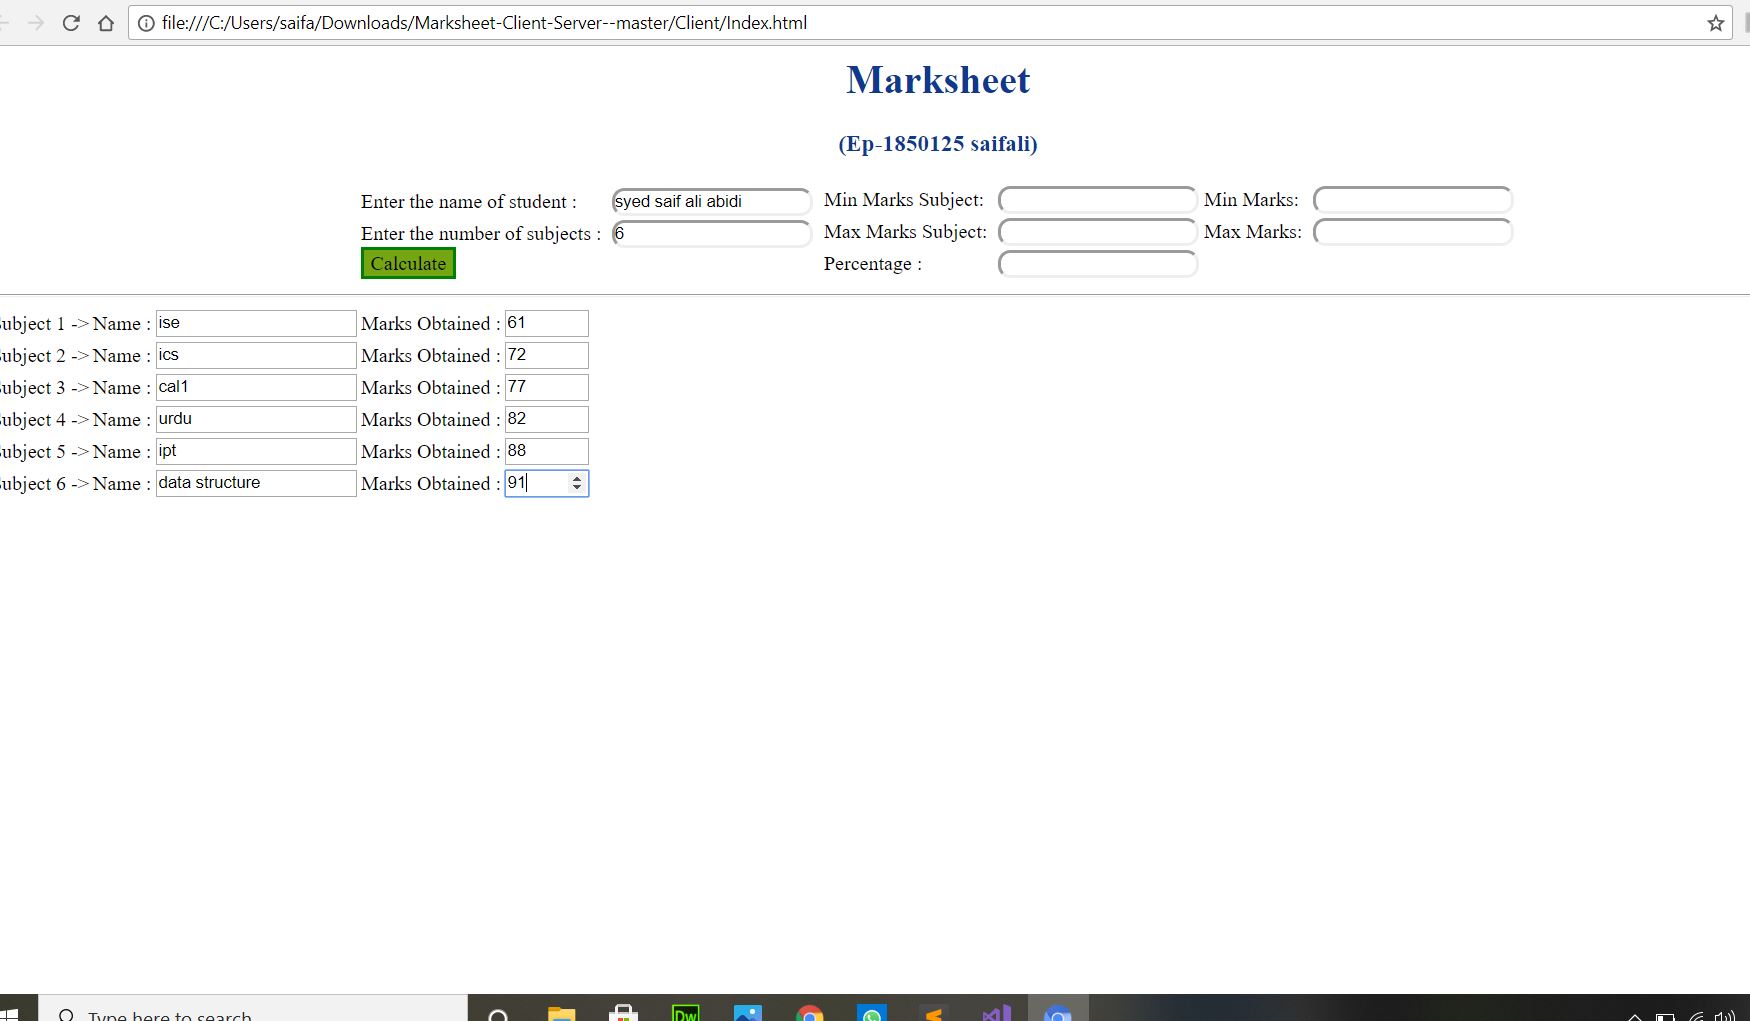 file:///C:/Users/saifa/Downloads/Marksheet-Client-Server--master/Client/Index.html
Marksheet
(Ep-1850125 saifali)
Enter the name of student : syed saif ali abidi Min Marks Subject: Min Marks:
Enter the number of subjects : 6 Max Marks Subject: Max Marks:
Calculate Percentage :
ubject 1 -> Name : ise Marks Obtained : 61
ubject 2 -> Name : ics Marks Obtained : 72
ubject 3 -> Name : cal1 Marks Obtained : 77
ubject 4 -> Name : urdu Marks Obtained : 82
ubject 5 -> Name : ipt Marks Obtained : 88
ubject 6 -> Name : data structure Marks Obtained : 91
Type here to search
Dw